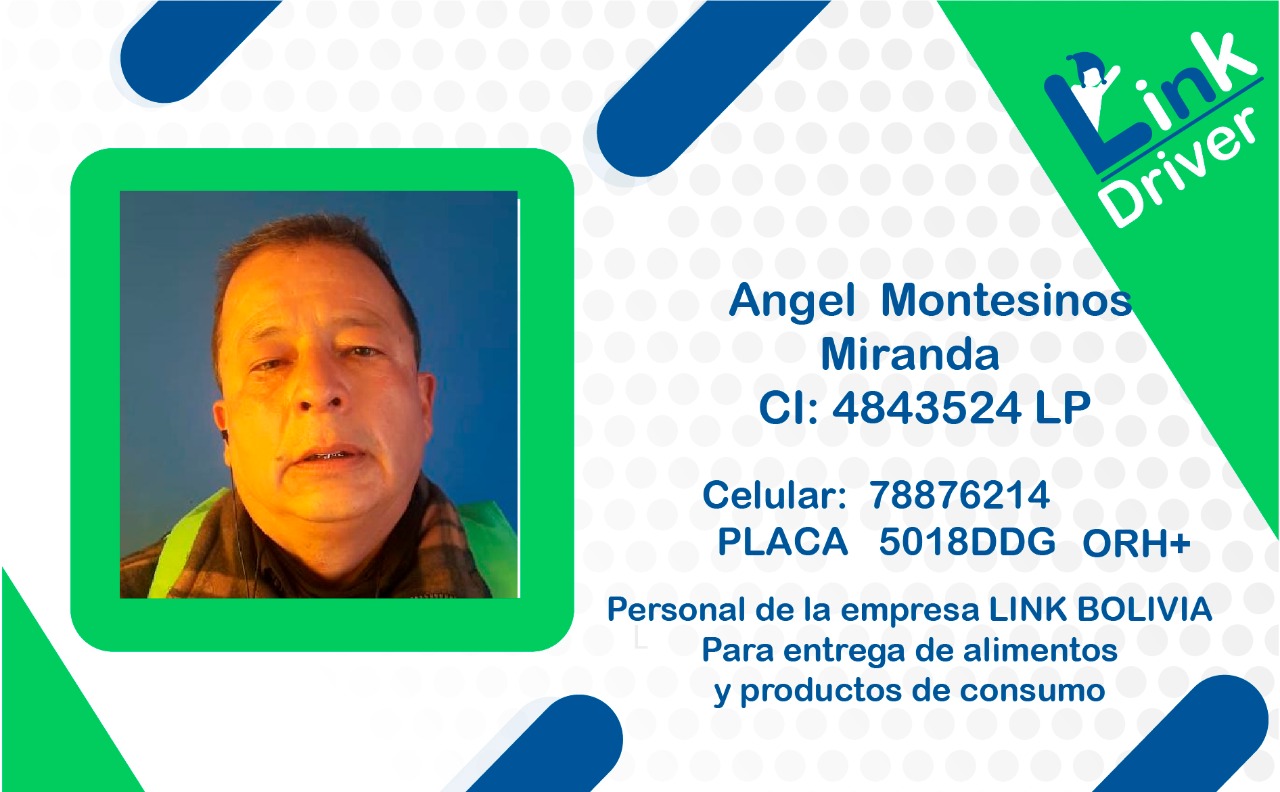 Link
Driver
Angel Montesinos
Miranda
CI: 4843524 LP
Celular: 78876214
PLACA 5018DDG ORH+
Personal de la empresa LINK BOLIVIA
L
Para entrega de alimentos
y productos de consumo